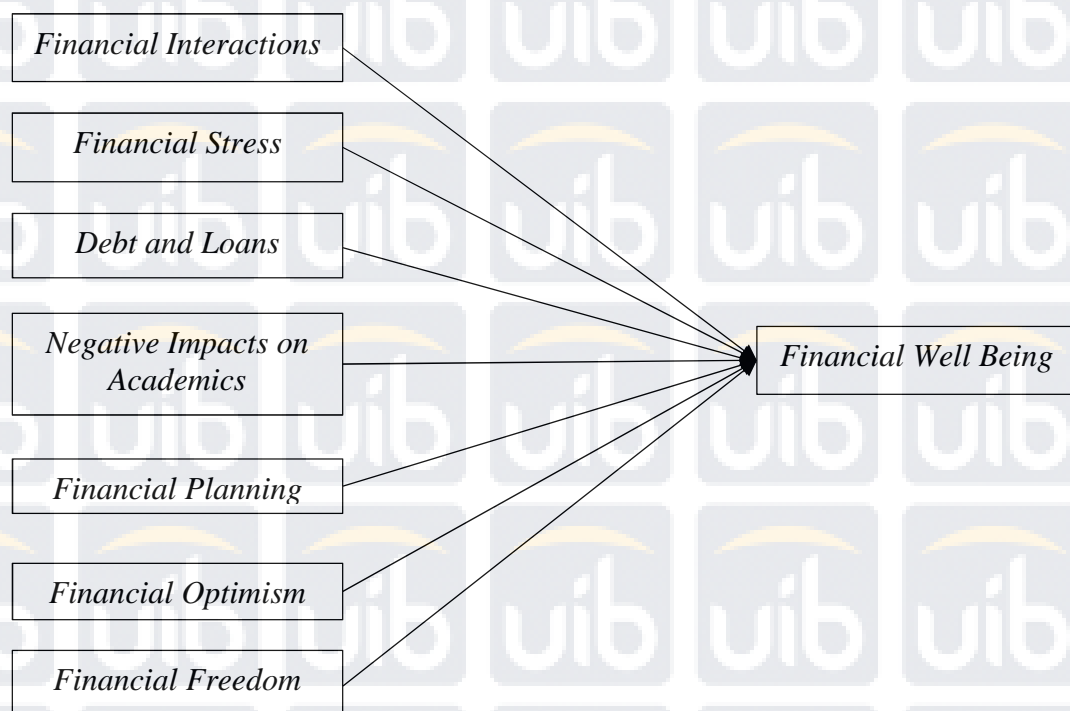 Financial Interactions
Financial Stress
Debt and Loans
Negative Impacts on
Academics
Financial Well Being
Financial Planning
Financial Optimism
Financial Freedom
uib